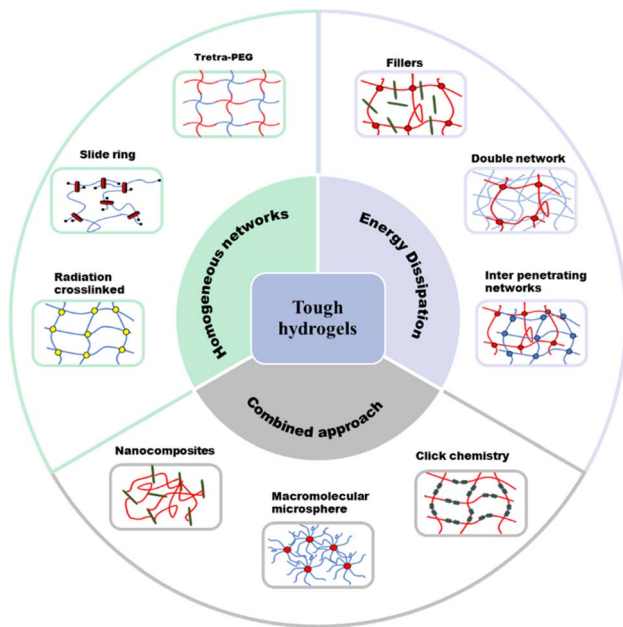 Tretra-PEG
Slide ring
Radiation
crosslinked
Fillers
Double network
Inter penetrating
networks
Homogeneous networks
Energy Dissipation
Tough
hydrogels
Combined approach
Nanocomposites
Macromolecular
microsphere
Click chemistry